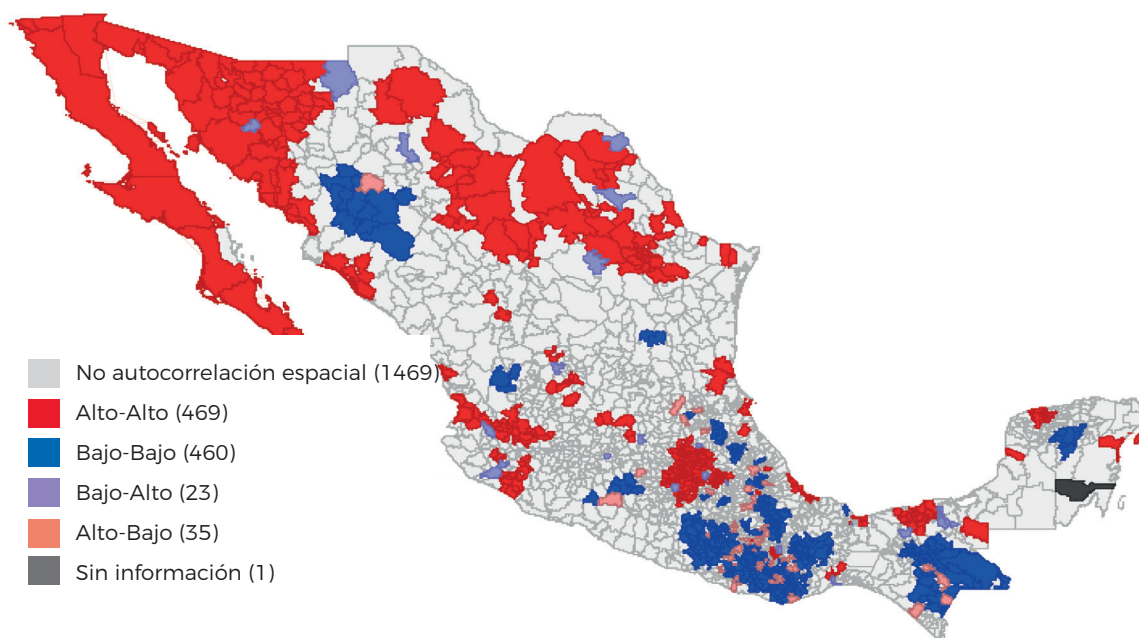 No autocorrelación espacial (1469)
Alto-Alto (469)
Bajo-Bajo (460)
Bajo-Alto (23)
Alto-Bajo (35)
Sin información (1)